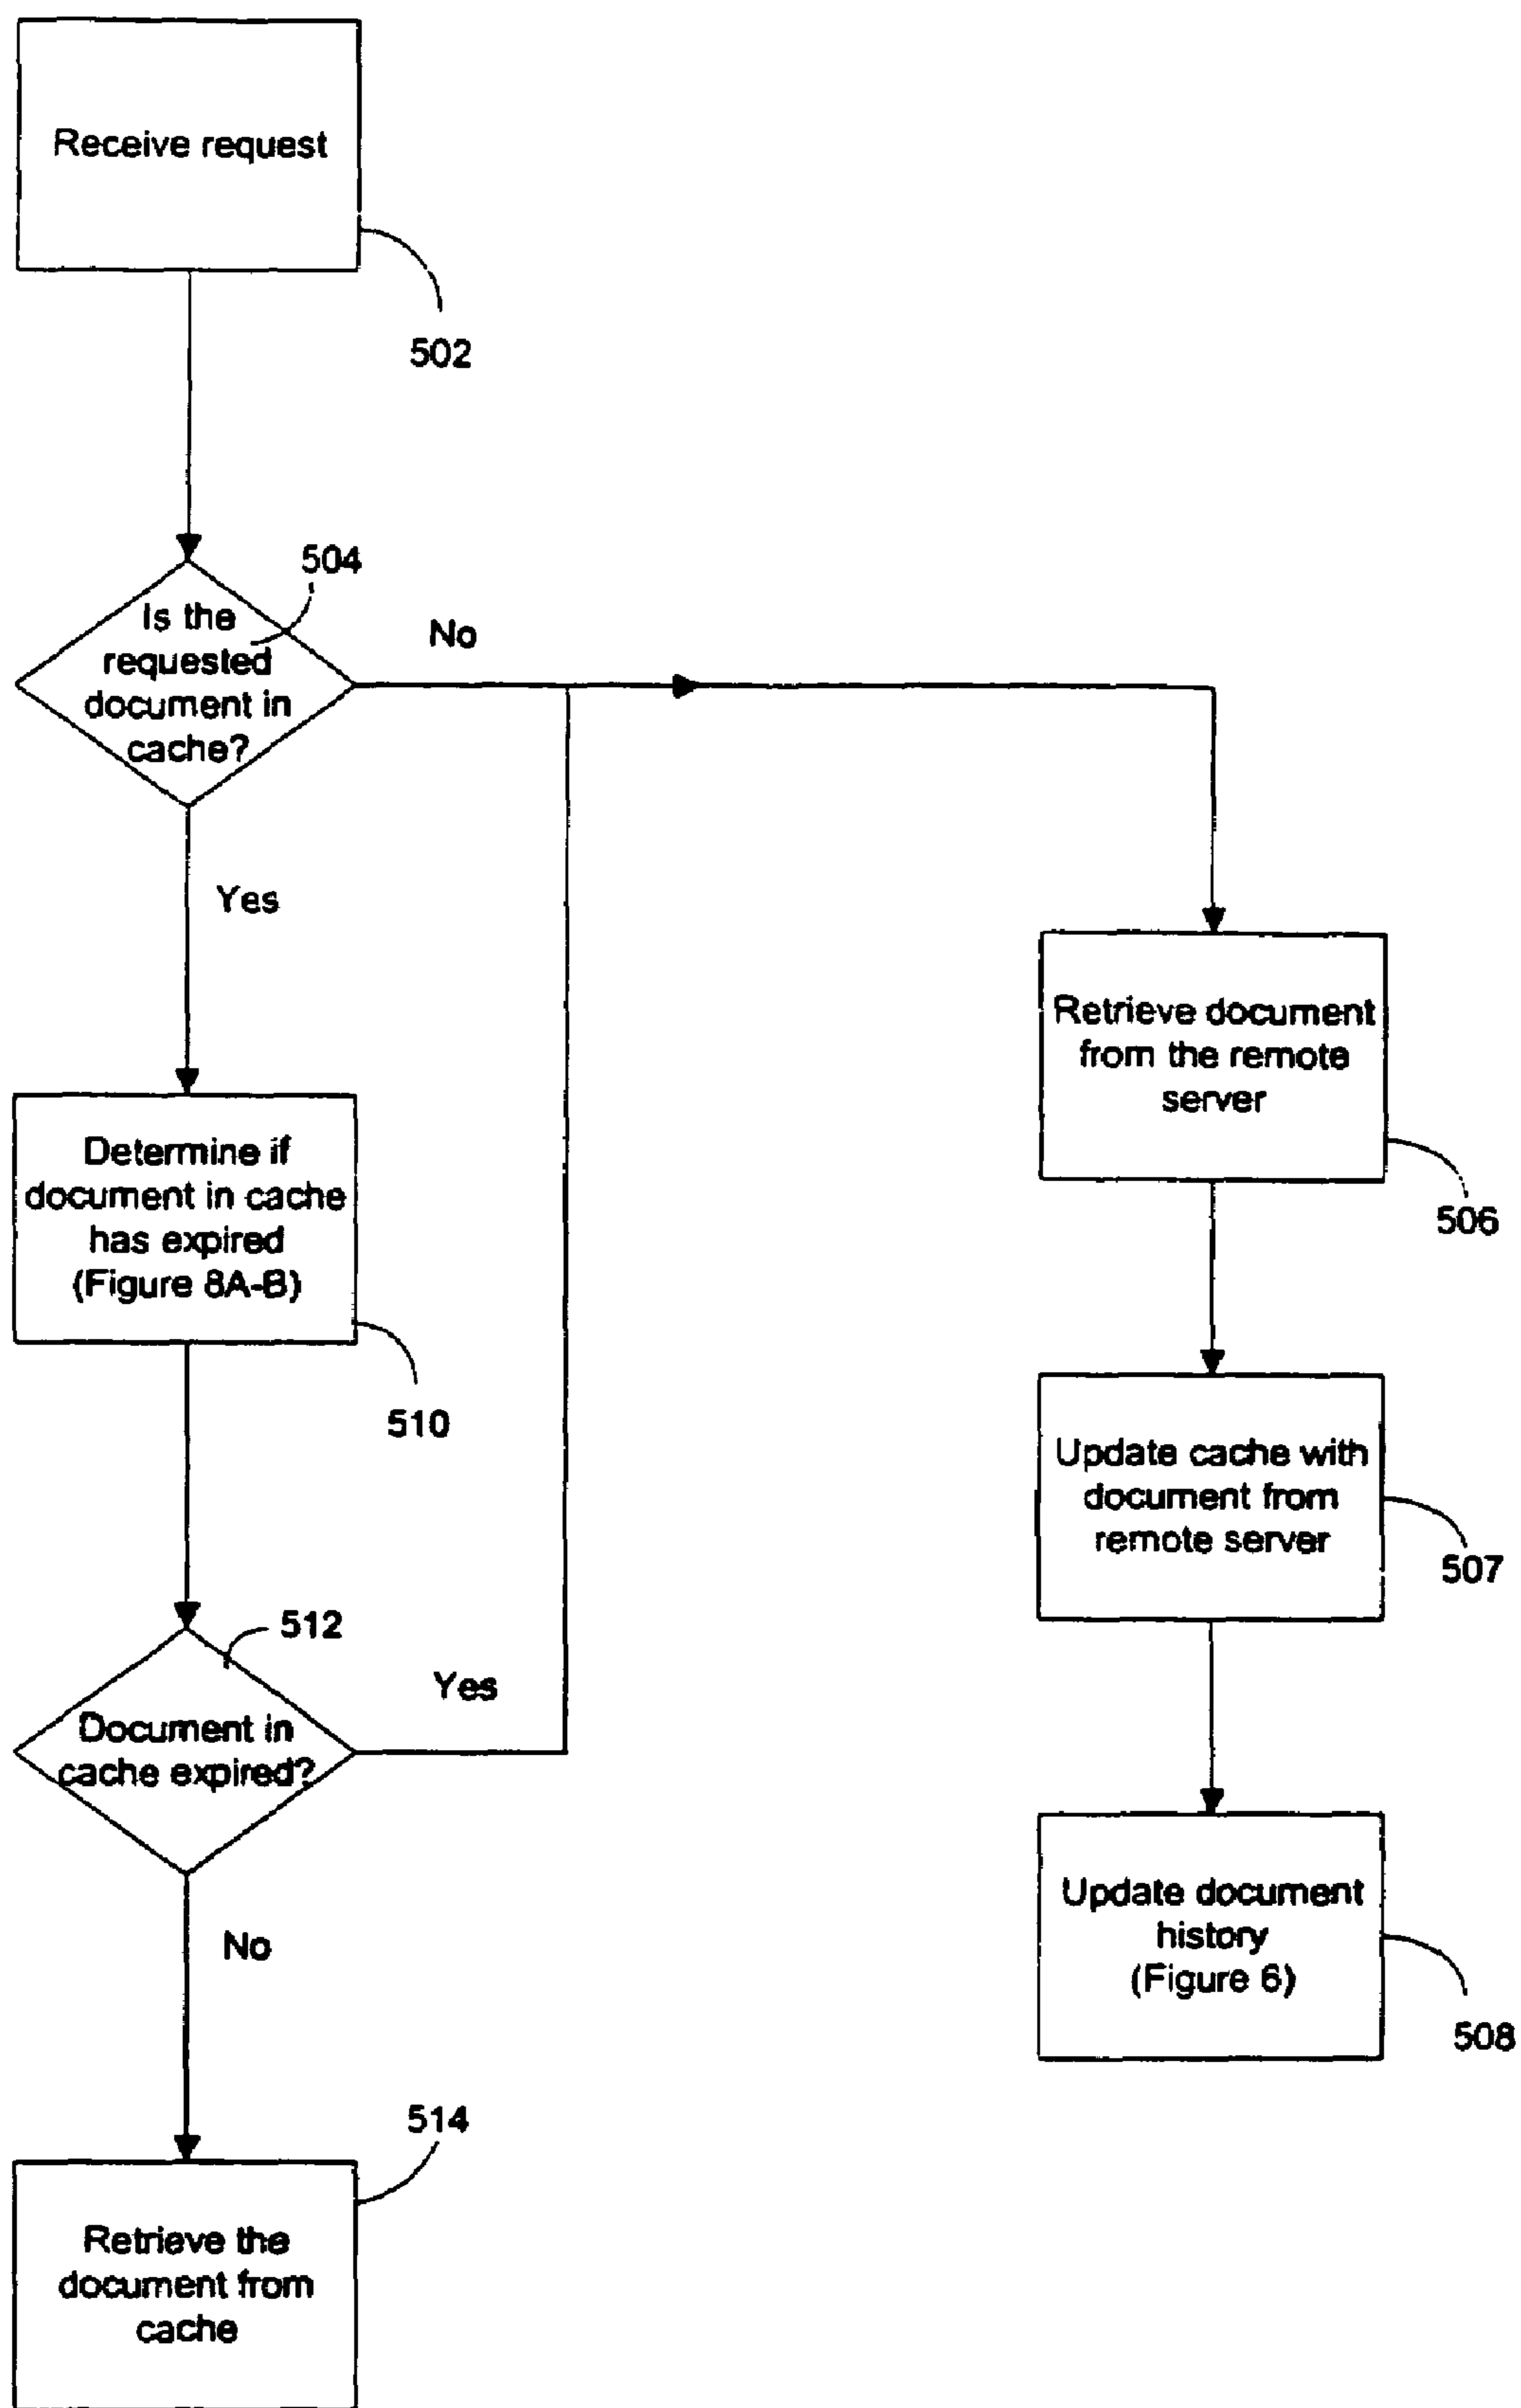 Receive request
502
504
Is the
requested
document in
cache?
No
Yes
Retrieve document
from the remote
server
506
Determine if
document in cache
has expired
(Figure 8A-B)
510
Update cache with
document from
remote server
507
512
Document in
cache expired?
Yes
No
Update document
history
(Figure 6)
508
514
Retrieve the
document from
cache